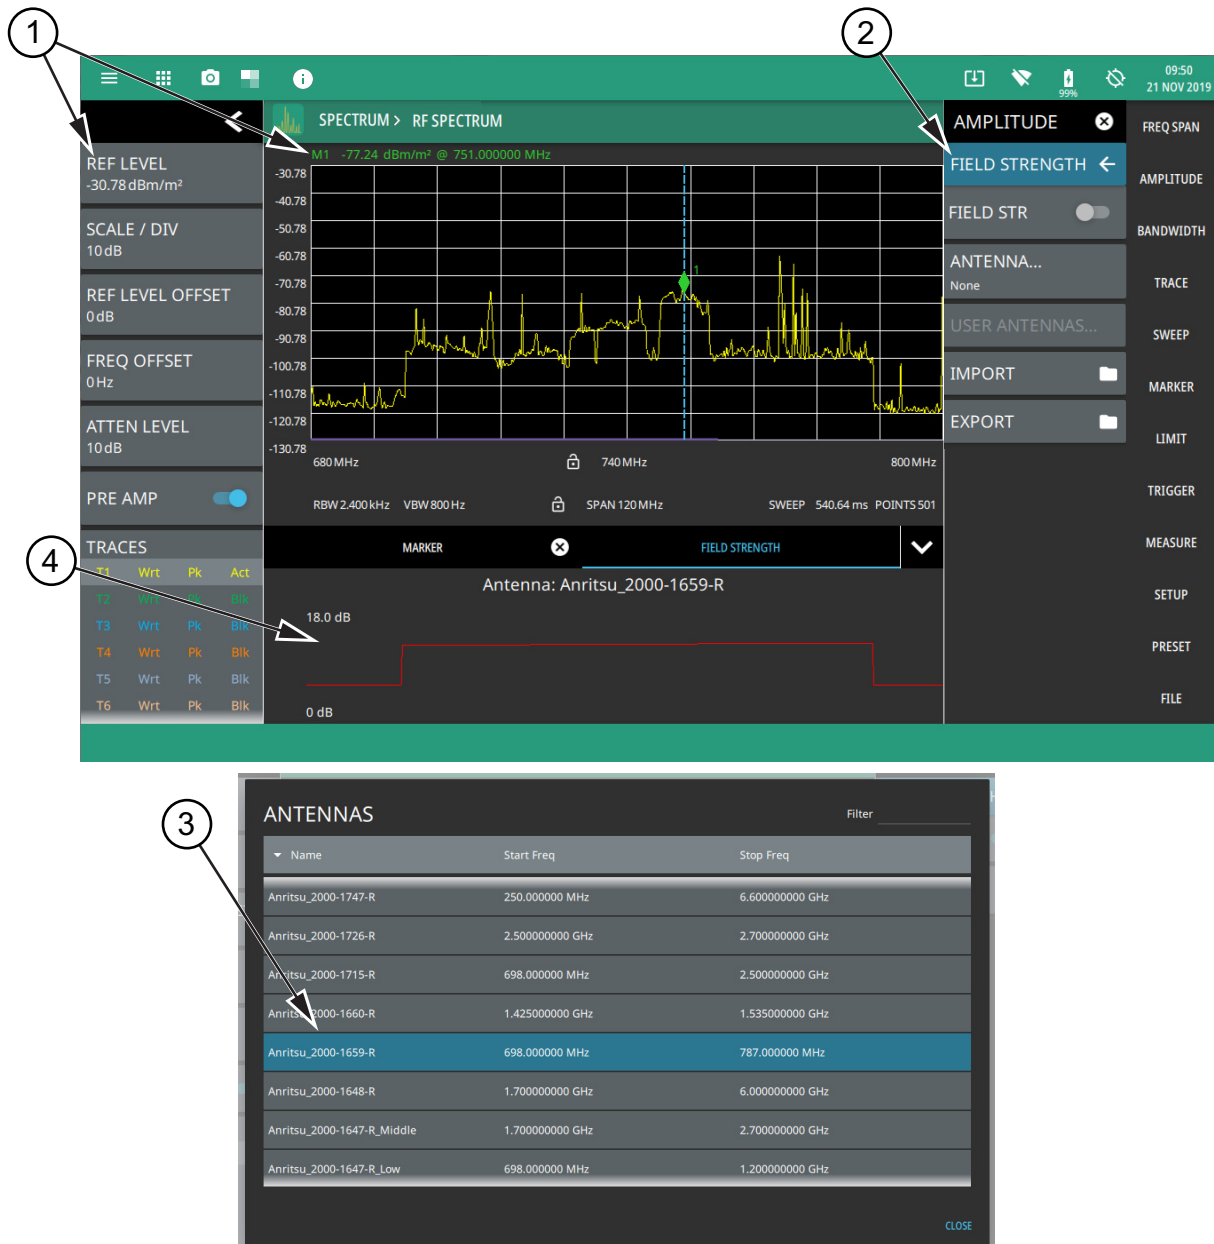 1
2
09:50
99%
21 NOV 2019
SPECTRUM > RF SPECTRUM
AMPLITUDE
FREQ SPAN
AMPLITUDE
BANDWIDTH
TRACE
SWEEP
MARKER
LIMIT
TRIGGER
MEASURE
SETUP
PRESET
FILE
REF LEVEL
-30.78 dBm/m²
SCALE / DIV
10 dB
REF LEVEL OFFSET
0 dB
FREQ OFFSET
0 Hz
ATTEN LEVEL
10 dB
PRE AMP
TRACES
T1 Wrt Pk Act
T2 Wrt Pk Blk
T3 Wrt Pk Blk
T4 Wrt Pk Blk
T5 Wrt Pk Blk
T6 Wrt Pk Blk
M1 -77.24 dBm/m² @ 751.000000 MHz
-30.78
-40.78
-50.78
-60.78
-70.78
-80.78
-90.78
-100.78
-110.78
-120.78
-130.78
1
680 MHz 740 MHz 800 MHz
RBW 2.400 kHz VBW 800 Hz SPAN 120 MHz SWEEP 540.64 ms POINTS 501
MARKER FIELD STRENGTH
Antenna: Anritsu_2000-1659-R
18.0 dB
0 dB
FIELD STRENGTH
FIELD STR
ANTENNA...
None
USER ANTENNAS...
IMPORT
EXPORT
4
3
ANTENNAS
Filter
Name Start Freq Stop Freq
Anritsu_2000-1747-R 250.000000 MHz 6.600000000 GHz
Anritsu_2000-1726-R 2.500000000 GHz 2.700000000 GHz
Anritsu_2000-1715-R 698.000000 MHz 2.500000000 GHz
Anritsu_2000-1660-R 1.425000000 GHz 1.535000000 GHz
Anritsu_2000-1659-R 698.000000 MHz 787.000000 MHz
Anritsu_2000-1648-R 1.700000000 GHz 6.000000000 GHz
Anritsu_2000-1647-R_Middle 1.700000000 GHz 2.700000000 GHz
Anritsu_2000-1647-R_Low 698.000000 MHz 1.200000000 GHz
CLOSE